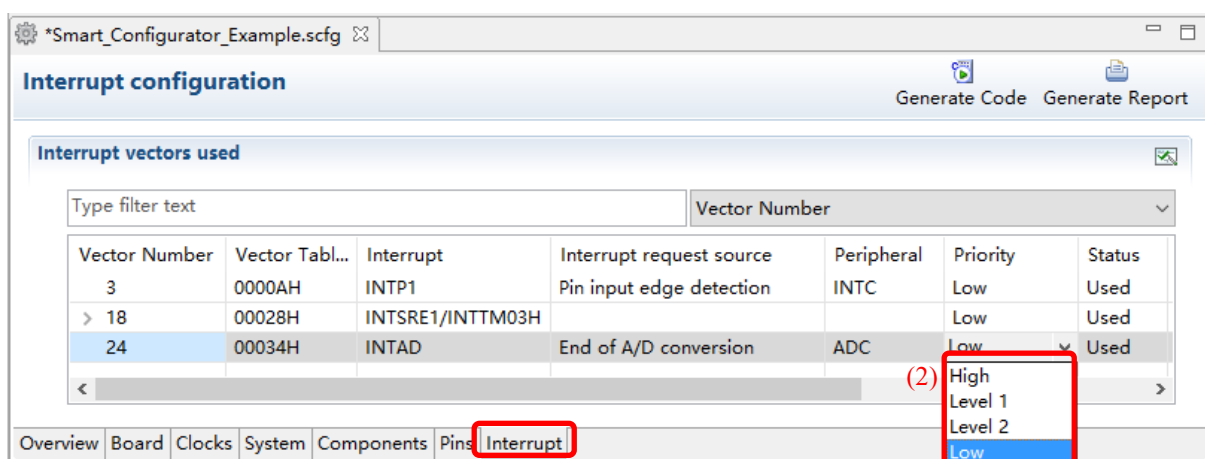 *Smart_Configurator_Example.scfg
Interrupt configuration
Generate Code Generate Report
Interrupt vectors used
Type filter text Vector Number
Vector Number Vector Tabl... Interrupt Interrupt request source Peripheral Priority Status
3 0000AH INTP1 Pin input edge detection INTC Low Used
> 18 00028H INTSRE1/INTTM03H Low Used
24 00034H INTAD End of A/D conversion ADC Low Used
(2) High
Level 1
Level 2
Low
Overview Board Clocks System Components Pins Interrupt